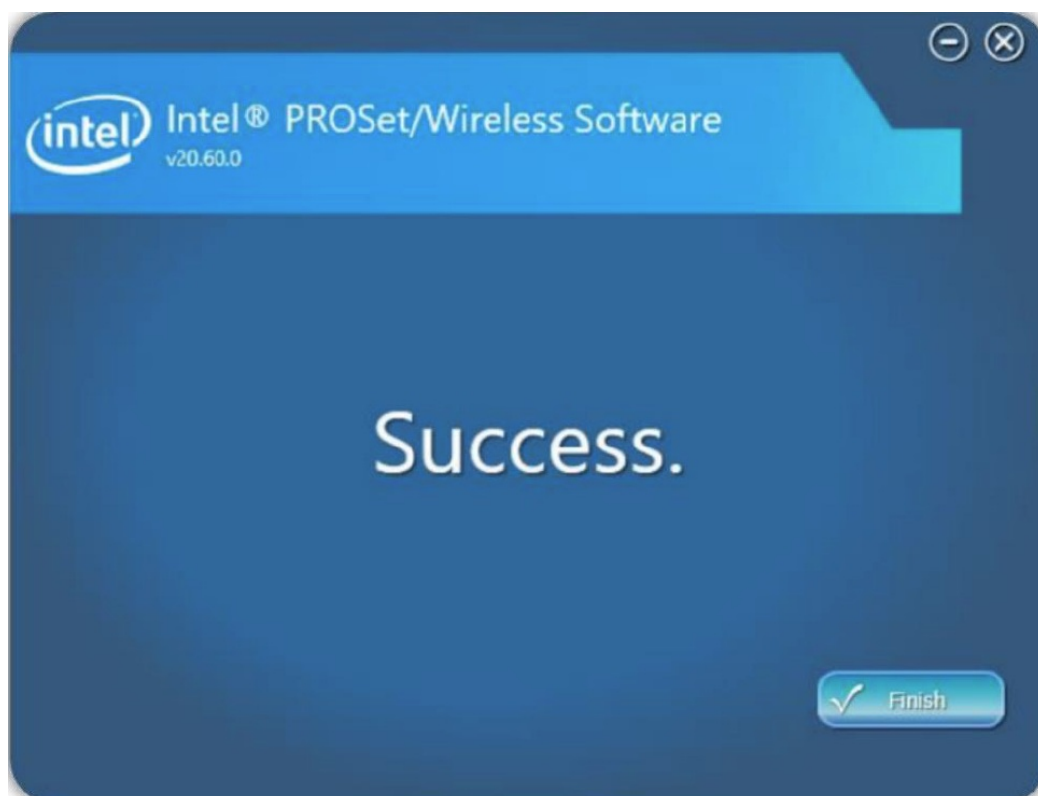 intel
Intel® PROSet/Wireless Software
v20.60.0
Success.
Finish